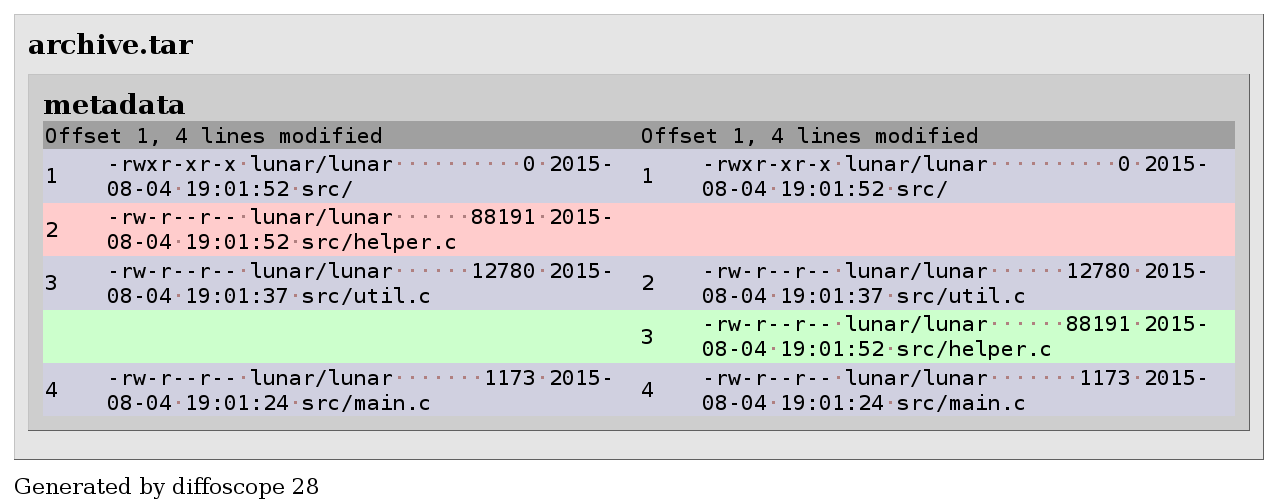 archive.tar
metadata
Offset 1, 4 lines modified Offset 1, 4 lines modified
1 -rwxr-xr-x·lunar/lunar··········0·2015- 1 -rwxr-xr-x·lunar/lunar··········0·2015-
08-04·19:01:52·src/ 08-04·19:01:52·src/
2 -rw-r--r--·lunar/lunar······88191·2015-
08-04·19:01:52·src/helper.c
3 -rw-r--r--·lunar/lunar······12780·2015- 2 -rw-r--r--·lunar/lunar······12780·2015-
08-04·19:01:37·src/util.c 08-04·19:01:37·src/util.c
3 -rw-r--r--·lunar/lunar······88191·2015-
08-04·19:01:52·src/helper.c
4 -rw-r--r--·lunar/lunar·······1173·2015- 4 -rw-r--r--·lunar/lunar·······1173·2015-
08-04·19:01:24·src/main.c 08-04·19:01:24·src/main.c
Generated by diffoscope 28